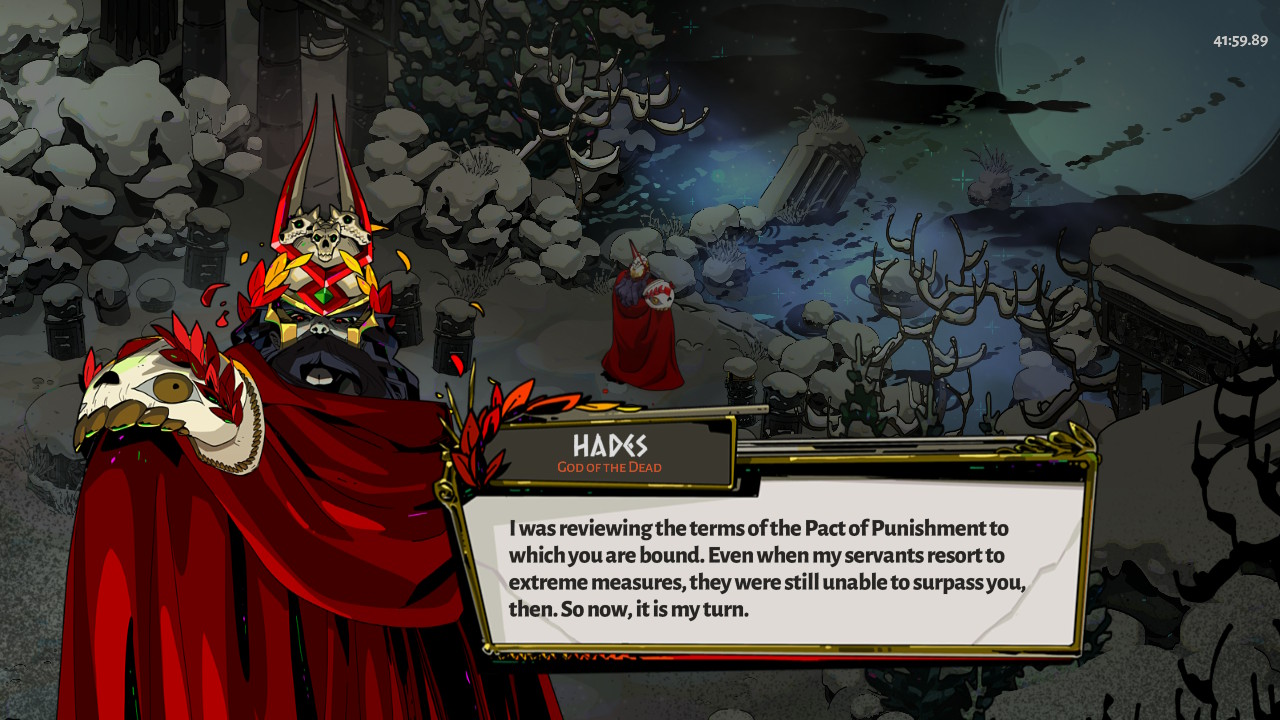 41:59.89
HADES
GOD OF THE DEAD
I was reviewing the terms of the Pact of Punishment to
which you are bound. Even when my servants resort to
extreme measures, they were still unable to surpass you,
then. So now, it is my turn.